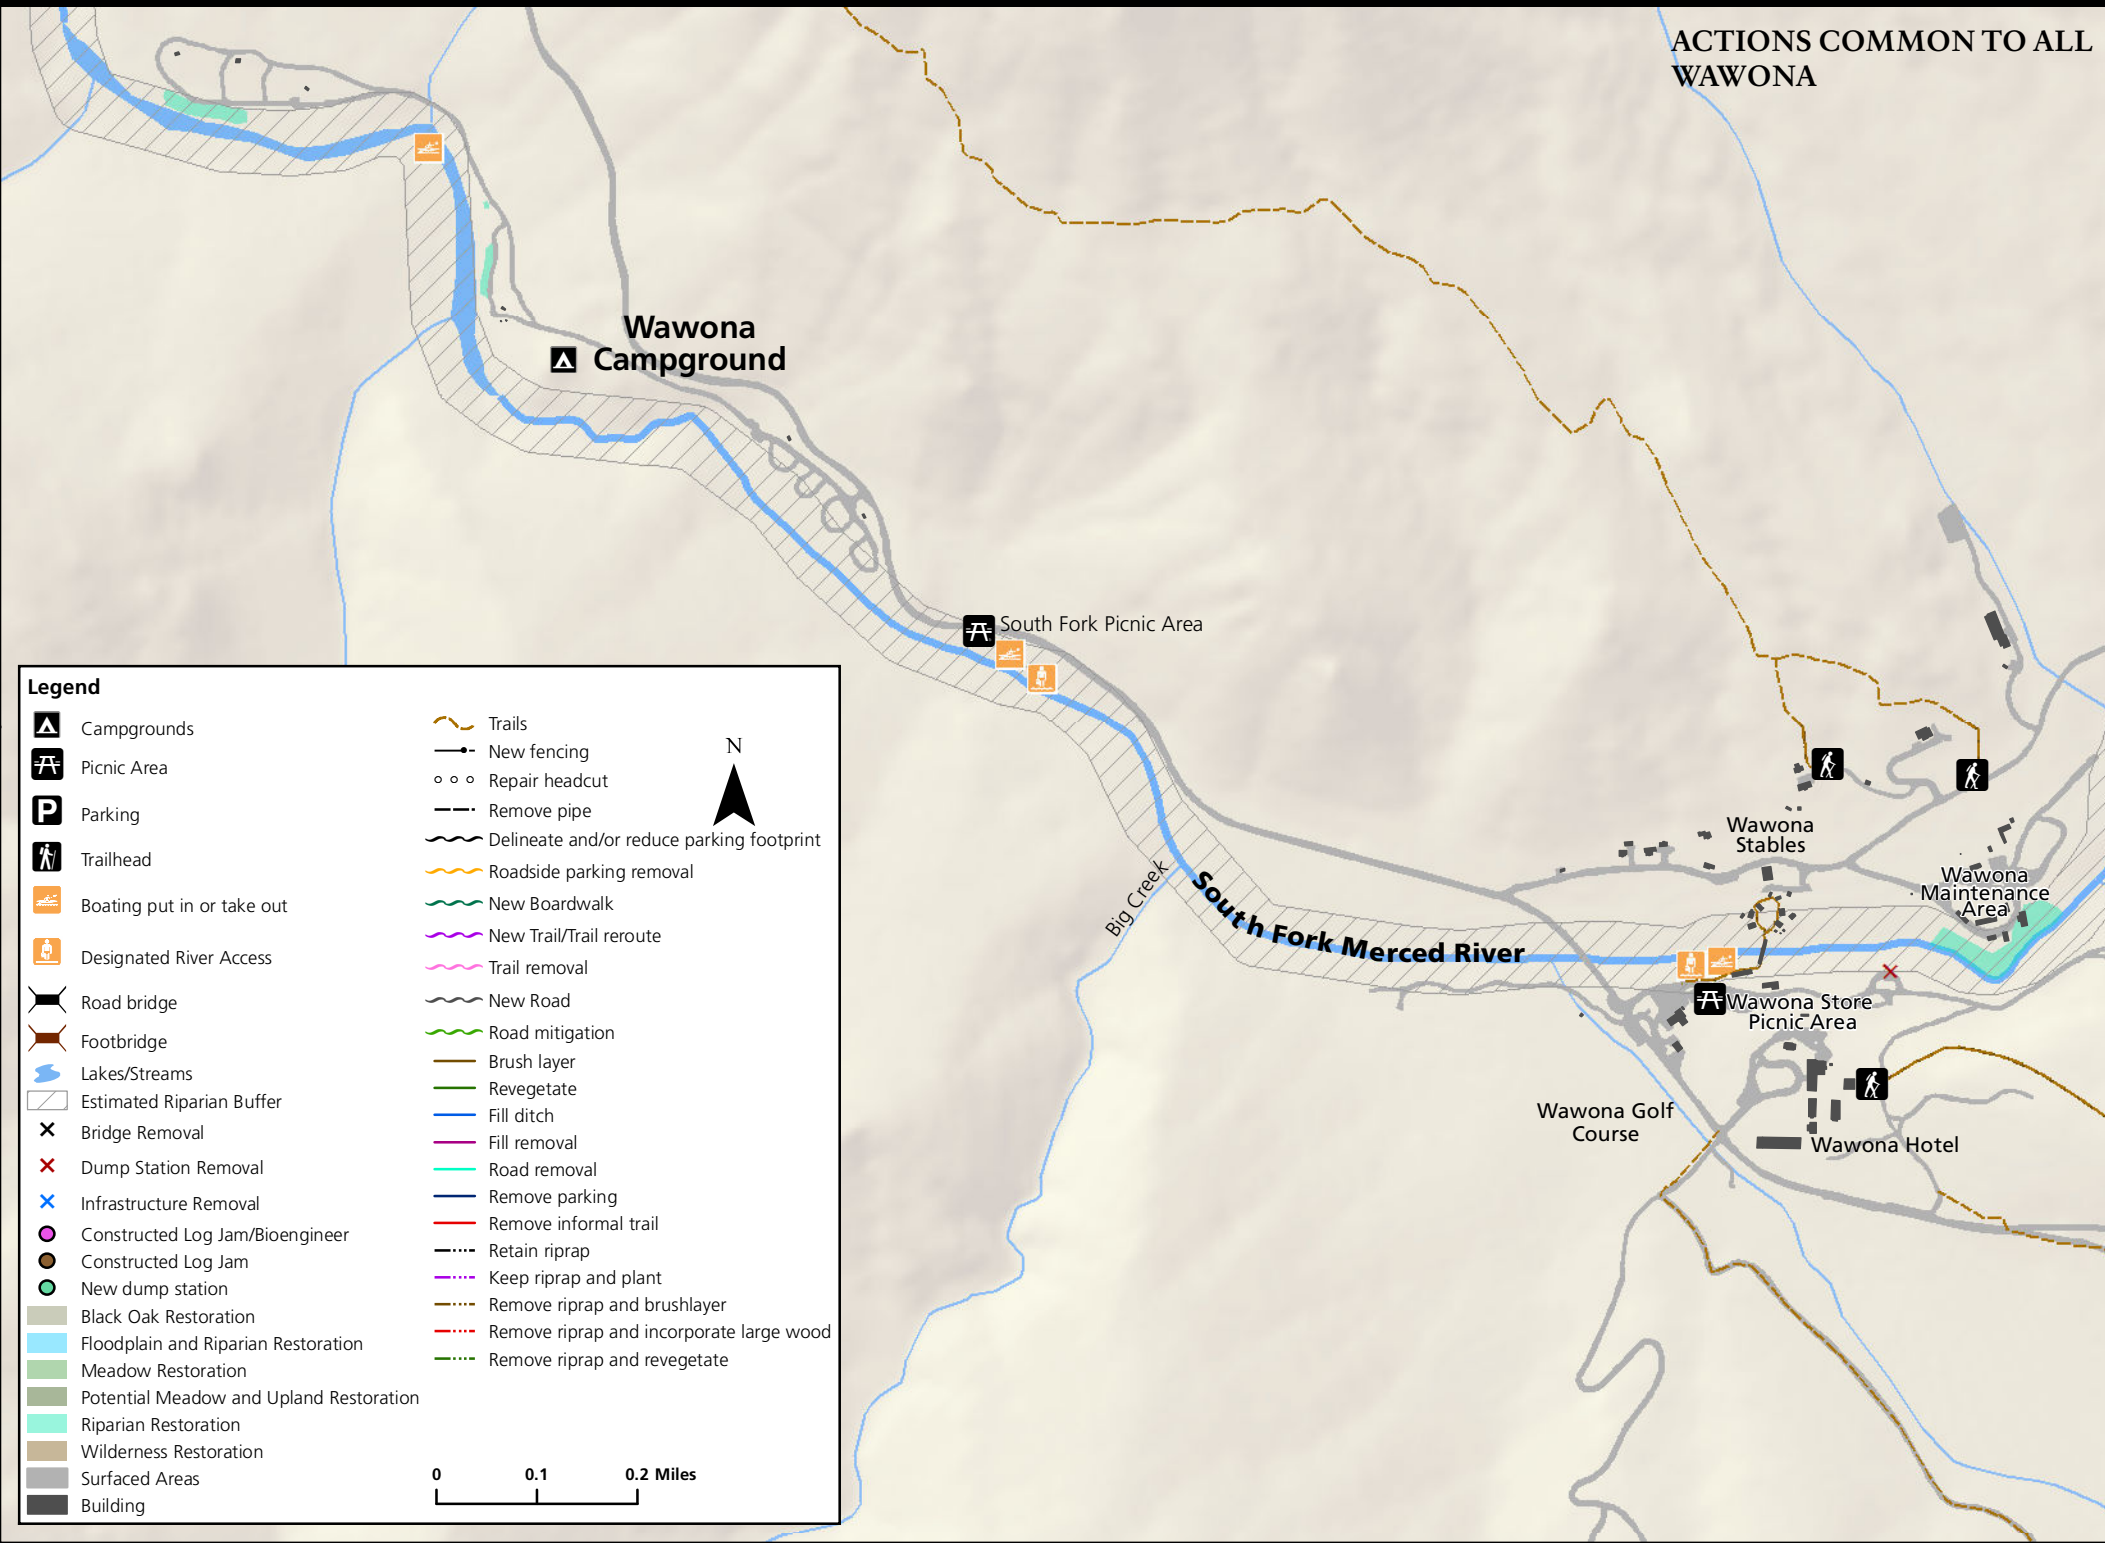 ACTIONS COMMON TO ALL
WAWONA
Wawona
Campground
South Fork Picnic Area
Wawona
Stables
Wawona
Maintenance
Area
Big Creek
South Fork Merced River
Wawona Store
Picnic Area
Wawona Golf
Course
Wawona Hotel
Legend
Campgrounds
Picnic Area
P
Parking
Trailhead
Boating put in or take out
Designated River Access
Road bridge
Footbridge
Lakes/Streams
Estimated Riparian Buffer
Bridge Removal
Dump Station Removal
Infrastructure Removal
Constructed Log Jam/Bioengineer
Constructed Log Jam
New dump station
Black Oak Restoration
Floodplain and Riparian Restoration
Meadow Restoration
Potential Meadow and Upland Restoration
Riparian Restoration
Wilderness Restoration
Surfaced Areas
Building
Trails
New fencing
Repair headcut
Remove pipe
Delineate and/or reduce parking footprint
Roadside parking removal
New Boardwalk
New Trail/Trail reroute
Trail removal
New Road
Road mitigation
Brush layer
Revegetate
Fill ditch
Fill removal
Road removal
Remove parking
Remove informal trail
Retain riprap
Keep riprap and plant
Remove riprap and brushlayer
Remove riprap and incorporate large wood
Remove riprap and revegetate
N
0 0.1 0.2 Miles